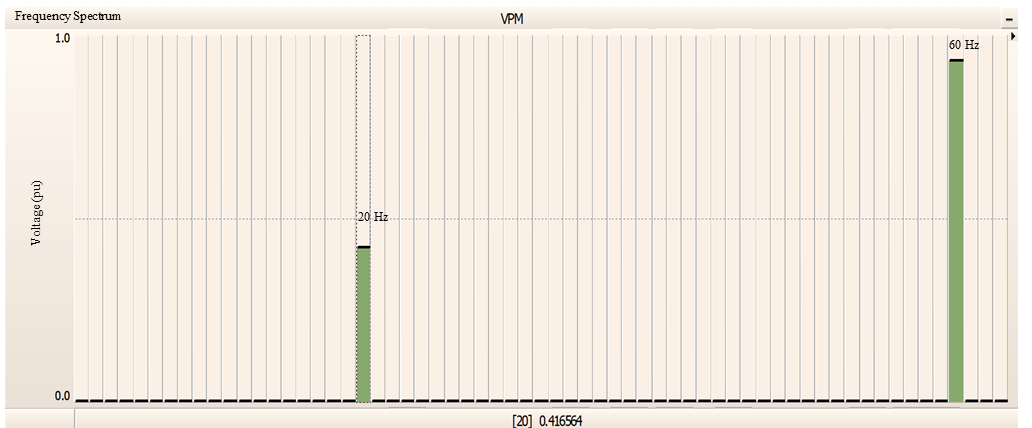 Frequency Spectrum
VPM
1.0
60 Hz
Voltage (pu)
20 Hz
0.0
[20] 0.416564